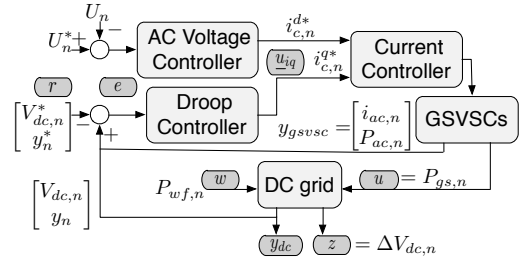 U_n
U_n^* + −
AC Voltage Controller
i_{c,n}^{d*}
u_{iq}
i_{c,n}^{q*}
Current Controller
r
e
[V_{dc,n}^* y_n^*]
−
+
Droop Controller
y_{gsvsc} = [i_{ac,n} P_{ac,n}]
GSVSCs
[V_{dc,n} y_n]
P_{wf,n}
w
DC grid
u
= P_{gs,n}
y_{dc}
z
= ΔV_{dc,n}